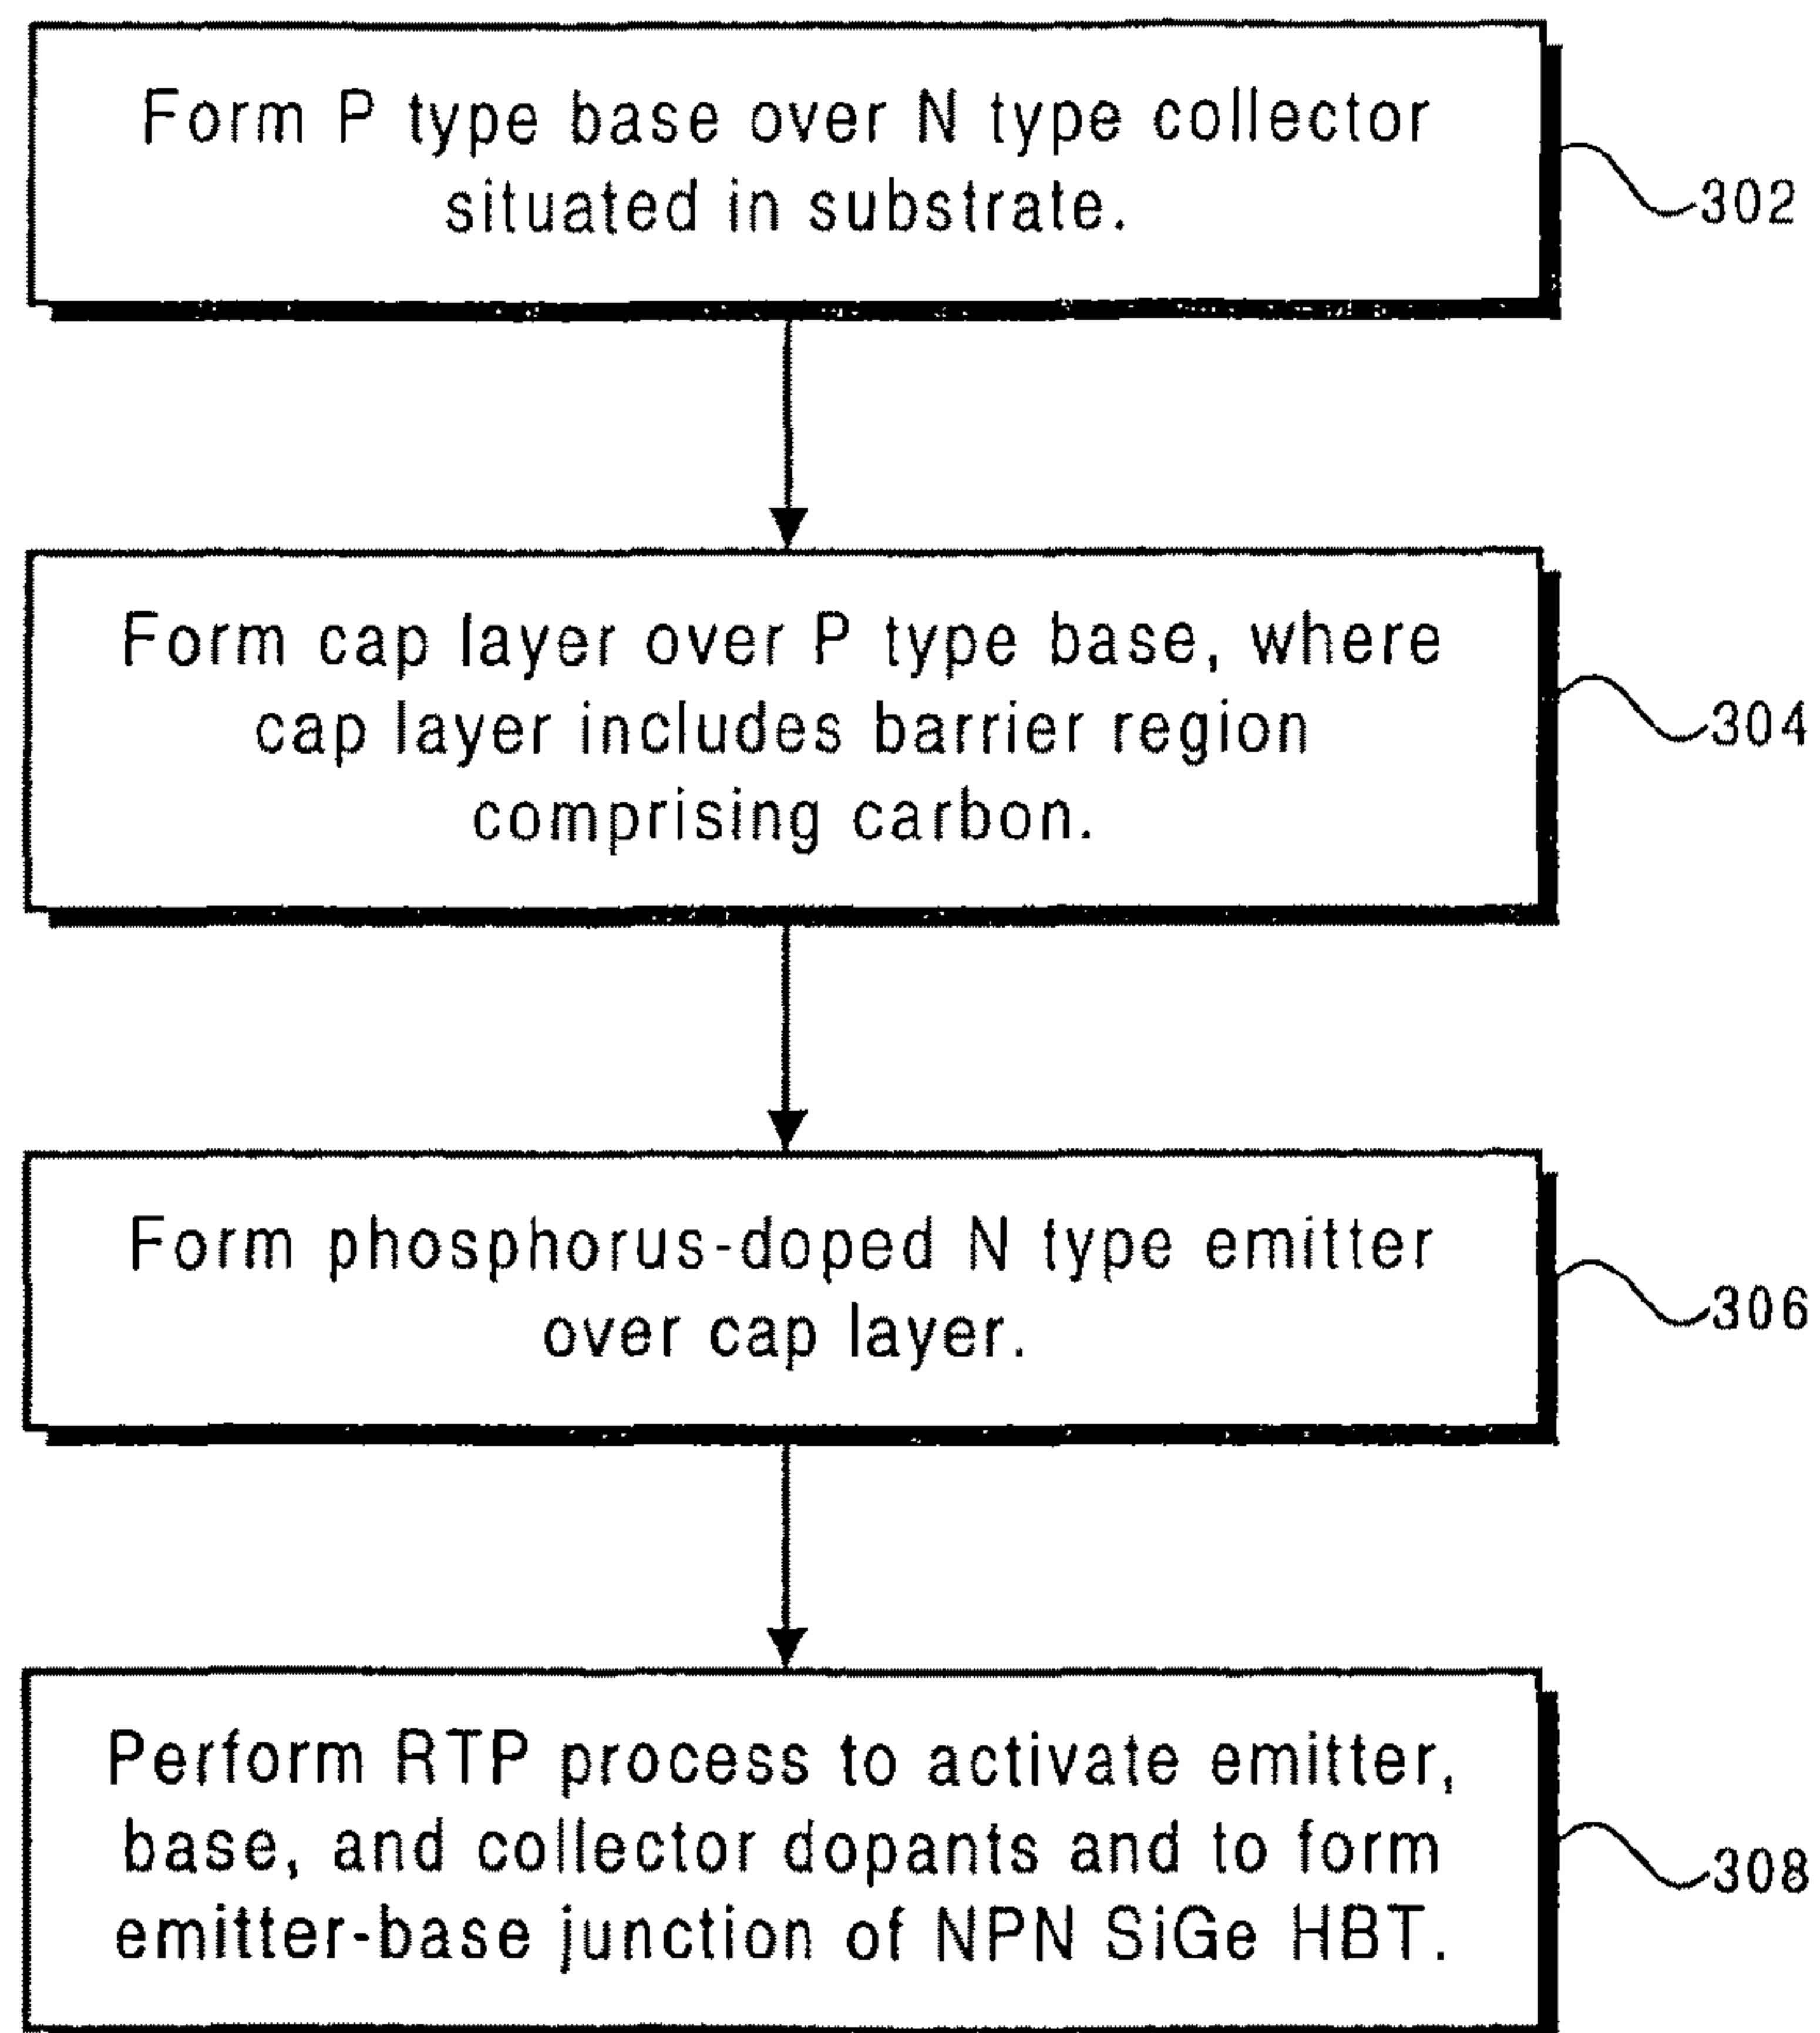 Form P type base over N type collector
situated in substrate.
302
Form cap layer over P type base, where
cap layer includes barrier region
comprising carbon.
304
Form phosphorus-doped N type emitter
over cap layer.
306
Perform RTP process to activate emitter,
base, and collector dopants and to form
emitter-base junction of NPN SiGe HBT.
308